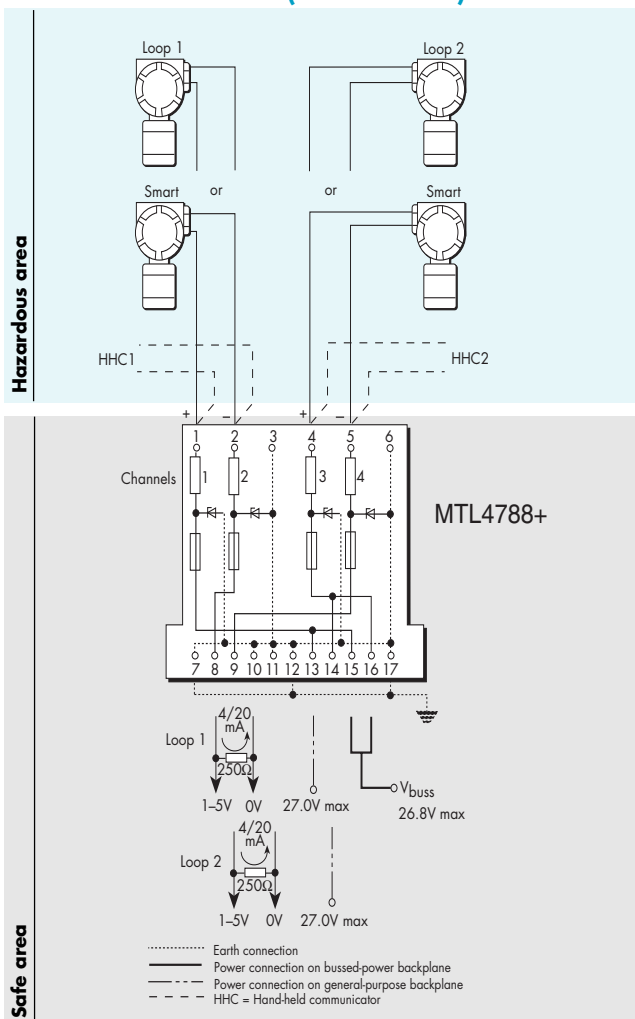 Loop 1
Loop 2
Smart
or
or
Smart
Hazardous area
HHC1
HHC2
+ – + –
1 2 3 4 5 6
Channels
1 2 3 4
MTL4788+
7 8 9 10 11 12 13 14 15 16 17
4/20
mA
Loop 1
250Ω
1–5V 0V 27.0V max
Vbuss
26.8V max
4/20
mA
Loop 2
250Ω
1–5V 0V 27.0V max
Safe area
Earth connection
Power connection on bussed-power backplane
Power connection on general-purpose backplane
HHC = Hand-held communicator